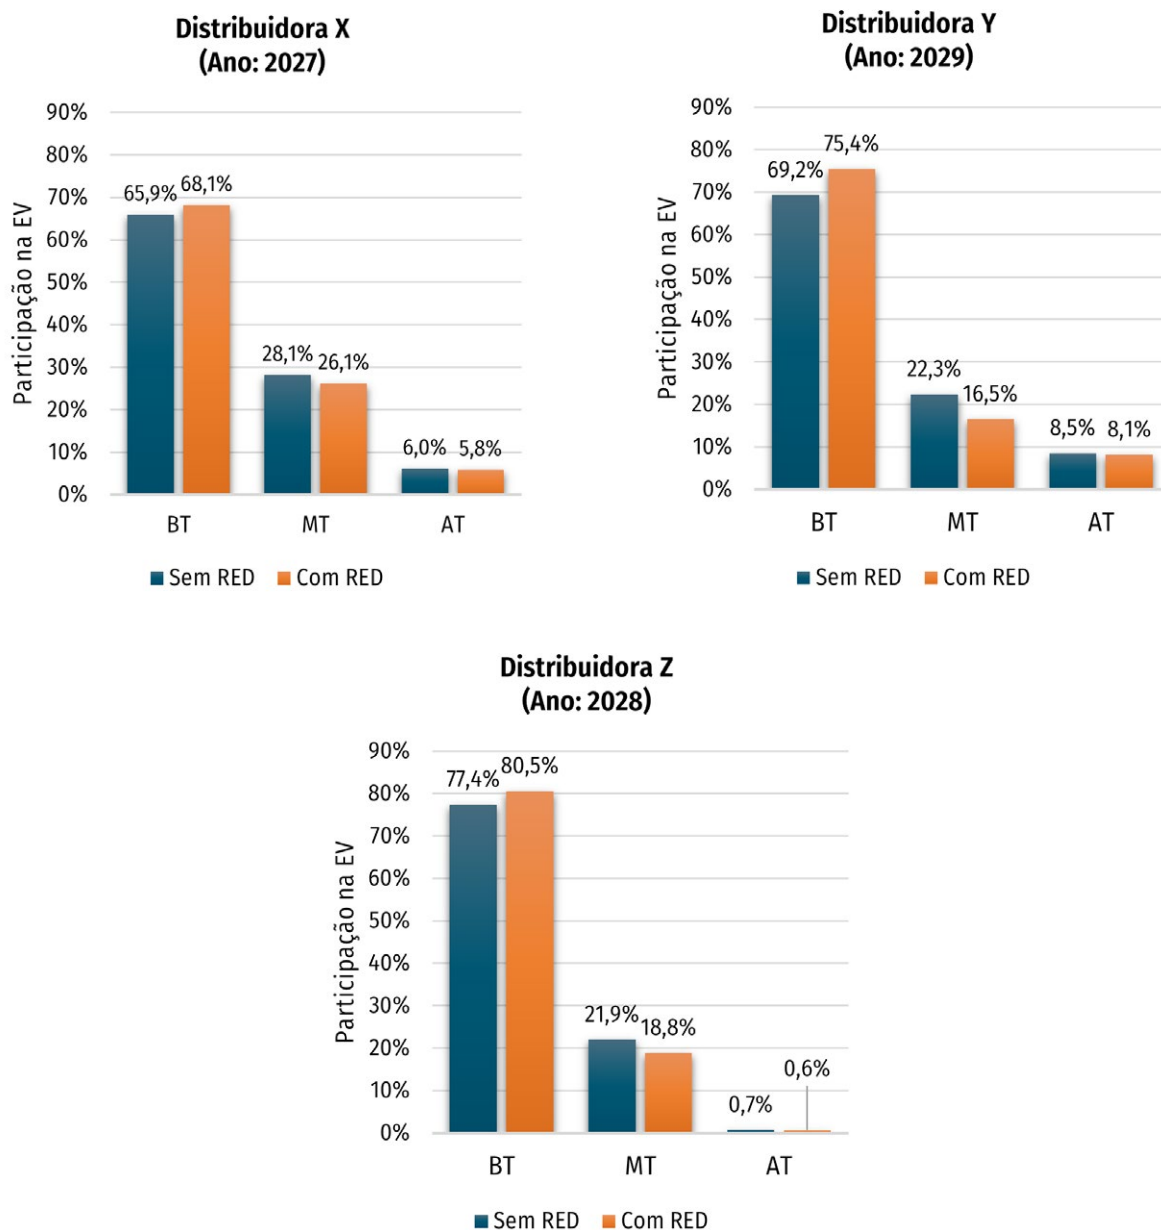 Distribuidora X
(Ano: 2027)
Participação na EV
90%
80%
70%
60%
50%
40%
30%
20%
10%
0%
65,9%
68,1%
28,1%
26,1%
6,0%
5,8%
BT
MT
AT
Sem RED
Com RED
Distribuidora Y
(Ano: 2029)
Participação na EV
90%
80%
70%
60%
50%
40%
30%
20%
10%
0%
69,2%
75,4%
22,3%
16,5%
8,5%
8,1%
BT
MT
AT
Sem RED
Com RED
Distribuidora Z
(Ano: 2028)
Participação na EV
90%
80%
70%
60%
50%
40%
30%
20%
10%
0%
77,4%
80,5%
21,9%
18,8%
0,7%
0,6%
BT
MT
AT
Sem RED
Com RED